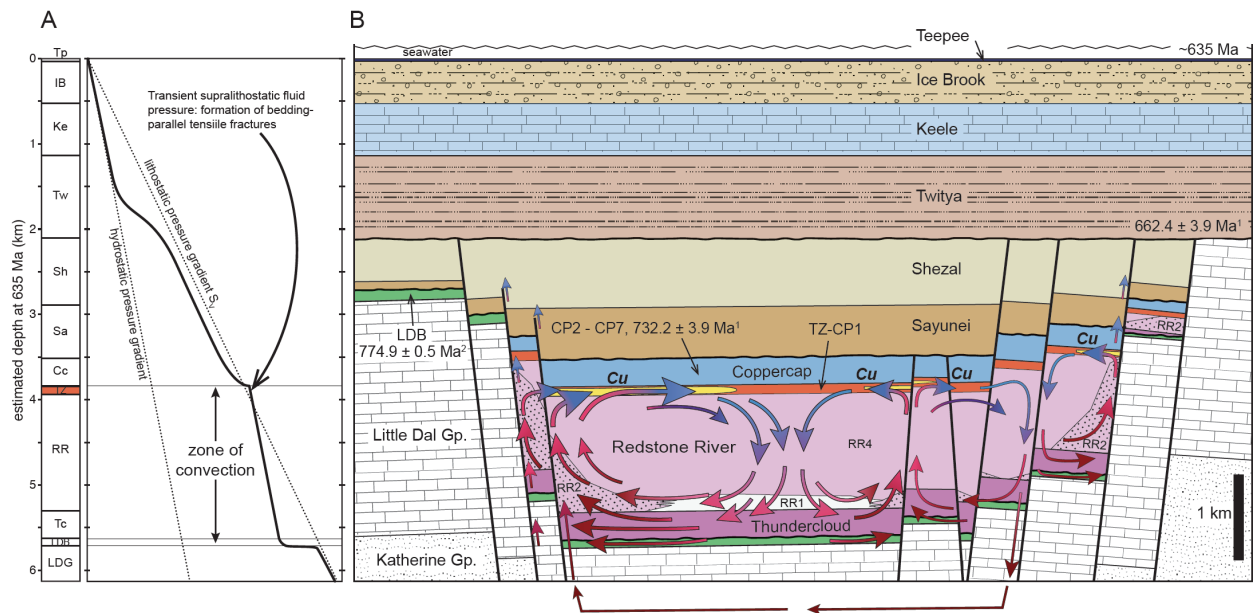 A
B
Tp
0
IB
Ke
1
Tw
2
Sh
3
Sa
Cc
TZ
4
RR
5
Tc
LDB
LDG
6
estimated depth at 635 Ma (km)
Transient supralithostatic fluid
pressure: formation of bedding-
parallel tensiile fractures
lithostatic pressure gradient Sv
hydrostatic pressure gradient
zone of
convection
seawater
Teepee
~635 Ma
Ice Brook
Keele
Twitya
662.4 ± 3.9 Ma1
Shezal
LDB
774.9 ± 0.5 Ma2
CP2 - CP7, 732.2 ± 3.9 Ma1
TZ-CP1
Sayunei
RR2
Cu
Coppercap
Cu
Cu
Cu
Little Dal Gp.
Redstone River
RR4
RR2
RR2
RR1
Thundercloud
Katherine Gp.
1 km